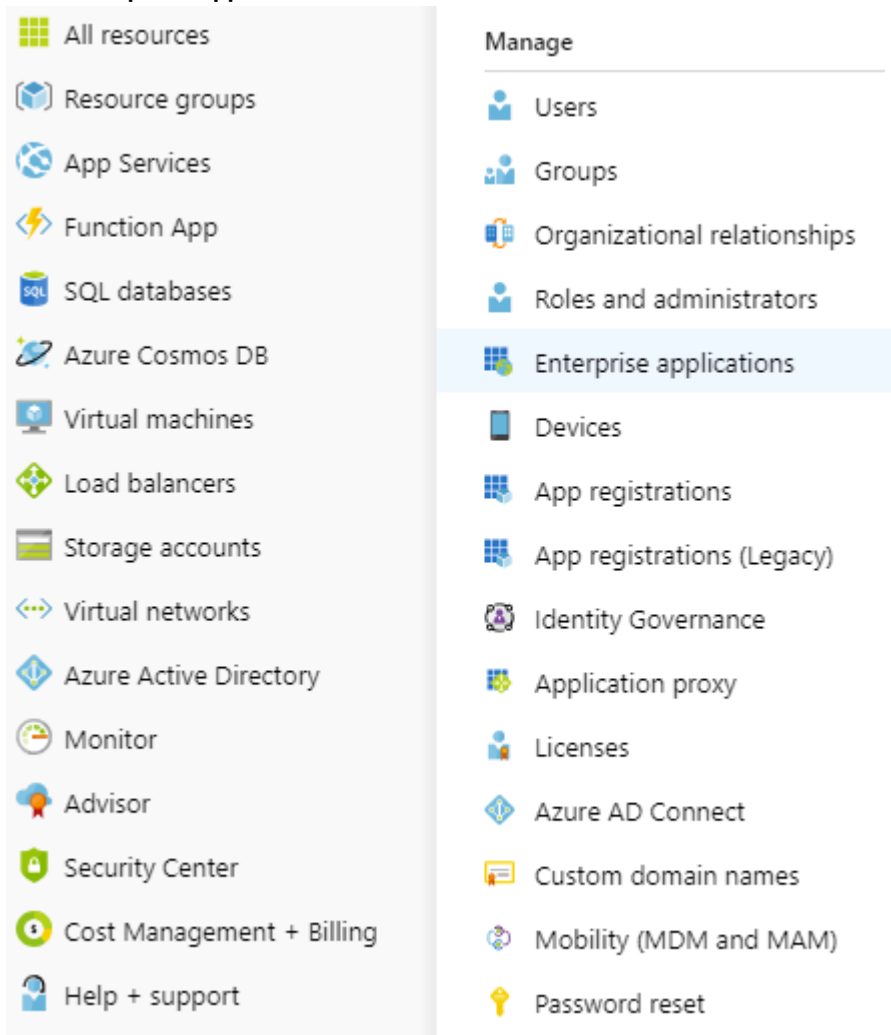 All resources
Resource groups
App Services
Function App
SQL databases
Azure Cosmos DB
Virtual machines
Load balancers
Storage accounts
Virtual networks
Azure Active Directory
Monitor
Advisor
Security Center
Cost Management + Billing
Help + support
Manage
Users
Groups
Organizational relationships
Roles and administrators
Enterprise applications
Devices
App registrations
App registrations (Legacy)
Identity Governance
Application proxy
Licenses
Azure AD Connect
Custom domain names
Mobility (MDM and MAM)
Password reset